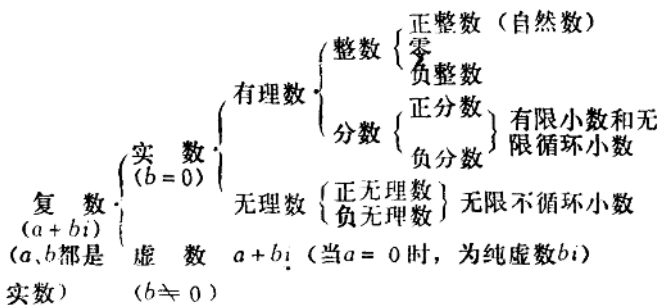 正整数（自然数）
整数 { 零
负整数
有理数
正分数
分数 { } 有限小数和无
限循环小数
负分数
实 数
(b = 0)
复 数
无理数 { 正无理数 } 无限不循环小数
负无理数
(a + bi)
(a、b都是
虚 数 a + bi（当a = 0时，为纯虚数bi）
实数）
(b ≒ 0)